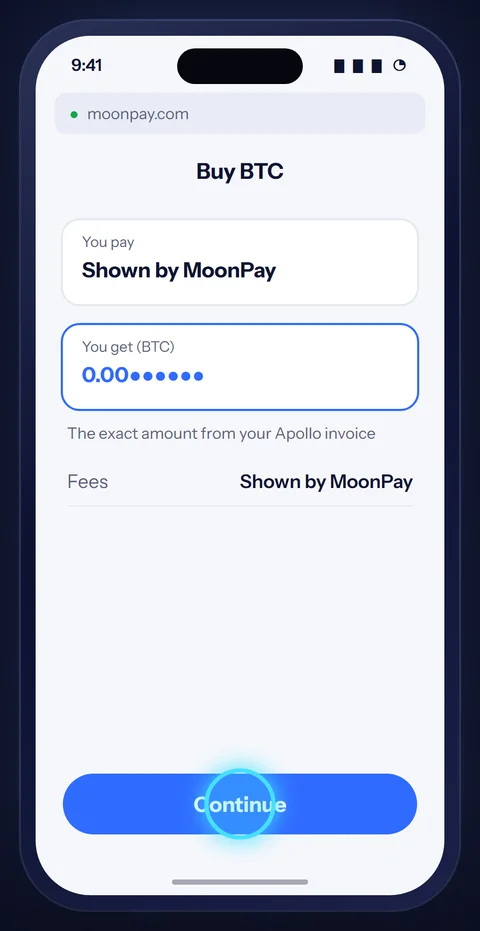 9:41
moonpay.com
Buy BTC
You pay
Shown by MoonPay
You get (BTC)
0.00●●●●●●
The exact amount from your Apollo invoice
Fees Shown by MoonPay
Continue